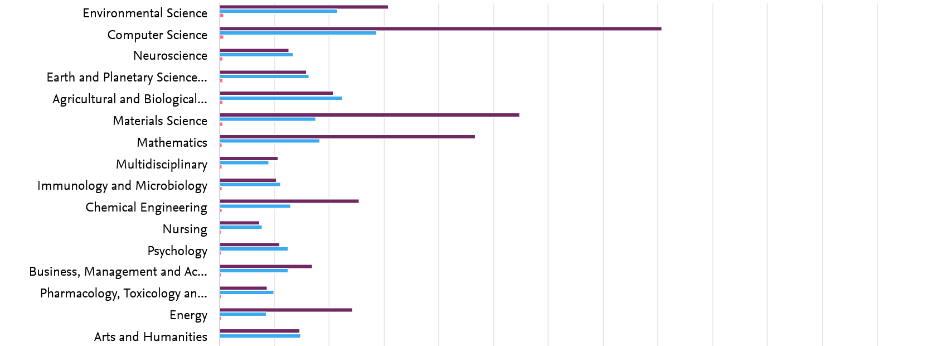 Environmental Science
Computer Science
Neuroscience
Earth and Planetary Science...
Agricultural and Biological...
Materials Science
Mathematics
Multidisciplinary
Immunology and Microbiology
Chemical Engineering
Nursing
Psychology
Business, Management and Ac...
Pharmacology, Toxicology an...
Energy
Arts and Humanities